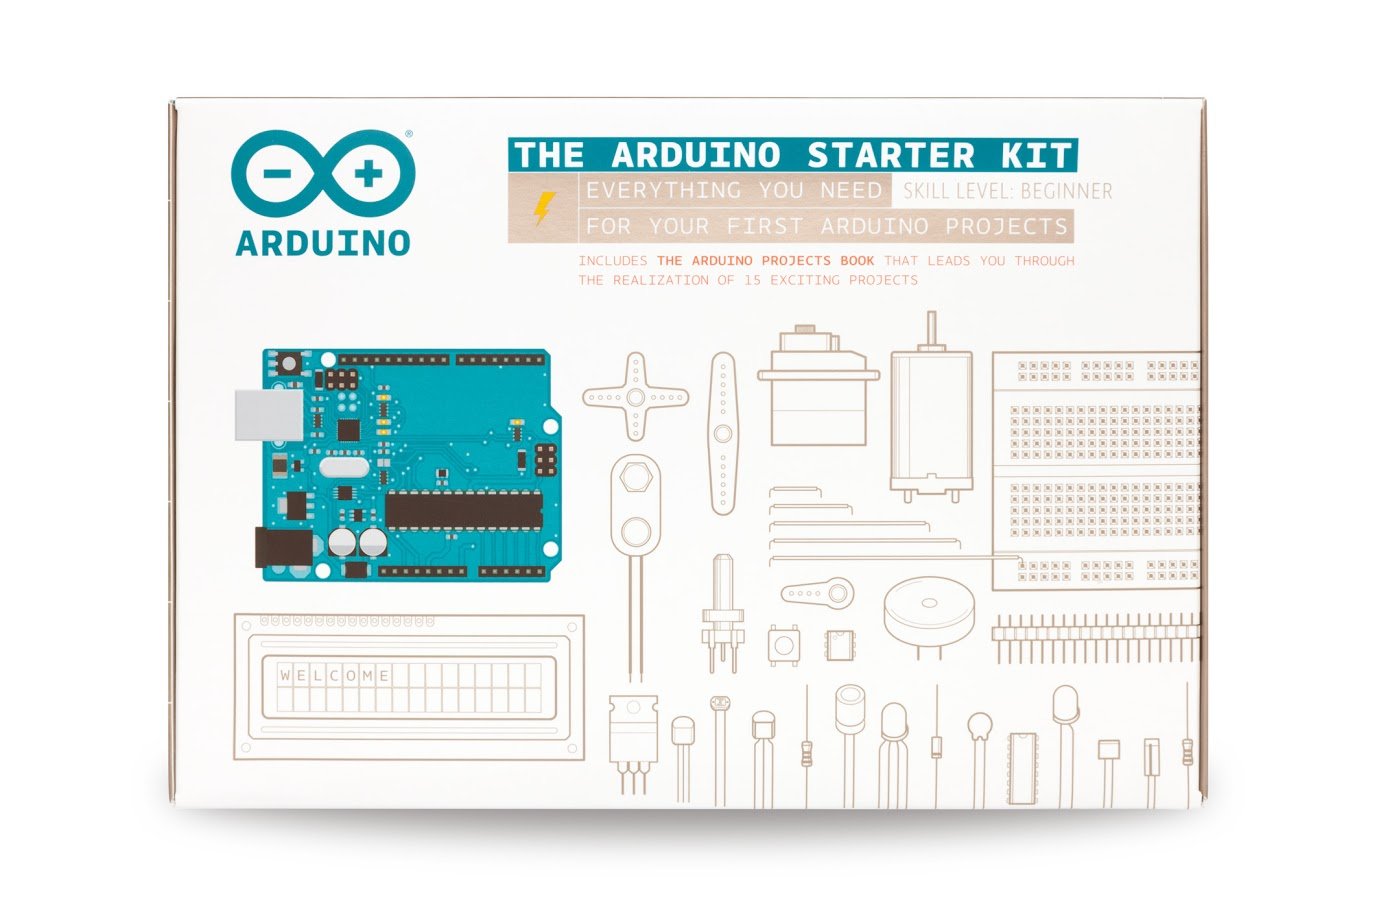 ARDUINO
THE ARDUINO STARTER KIT
EVERYTHING YOU NEED SKILL LEVEL: BEGINNER
FOR YOUR FIRST ARDUINO PROJECTS
INCLUDES THE ARDUINO PROJECTS BOOK THAT LEADS YOU THROUGH
THE REALIZATION OF 15 EXCITING PROJECTS
WELCOME